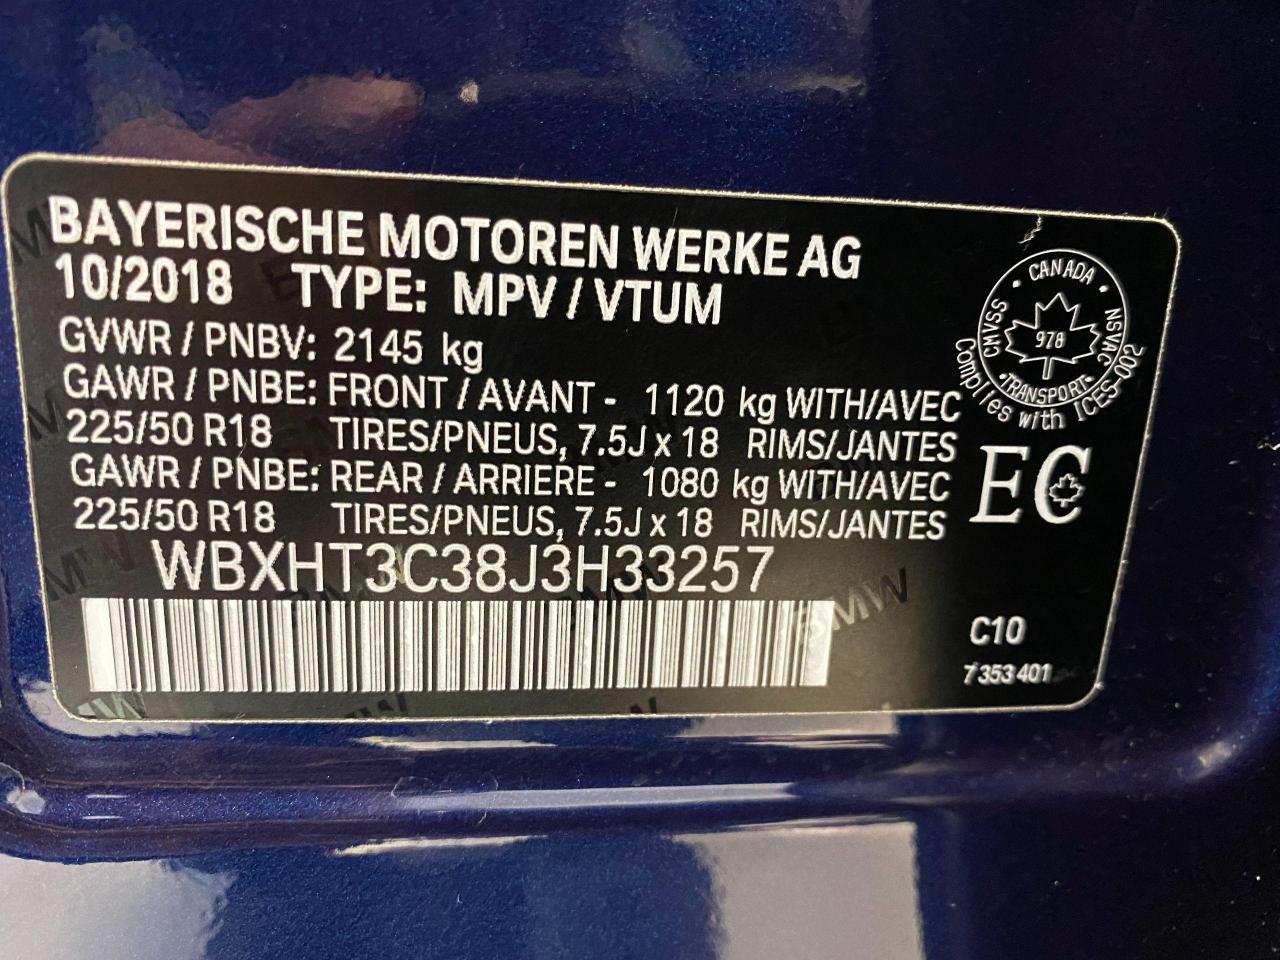 BAYERISCHE MOTOREN WERKE AG
10/2018 TYPE: MPV / VTUM
GVWR / PNBV: 2145 kg
GAWR / PNBE: FRONT / AVANT - 1120 kg WITH/AVEC
225/50 R18 TIRES/PNEUS, 7.5J x 18 RIMS/JANTES
GAWR / PNBE: REAR / ARRIERE - 1080 kg WITH/AVEC
225/50 R18 TIRES/PNEUS, 7.5J x 18 RIMS/JANTES
WBXHT3C38J3H33257
CMVSS • CANADA • NSVAC
978
•TRANSPORT•
Complies with ICES-002
EC
C10
7 353 401
BMW